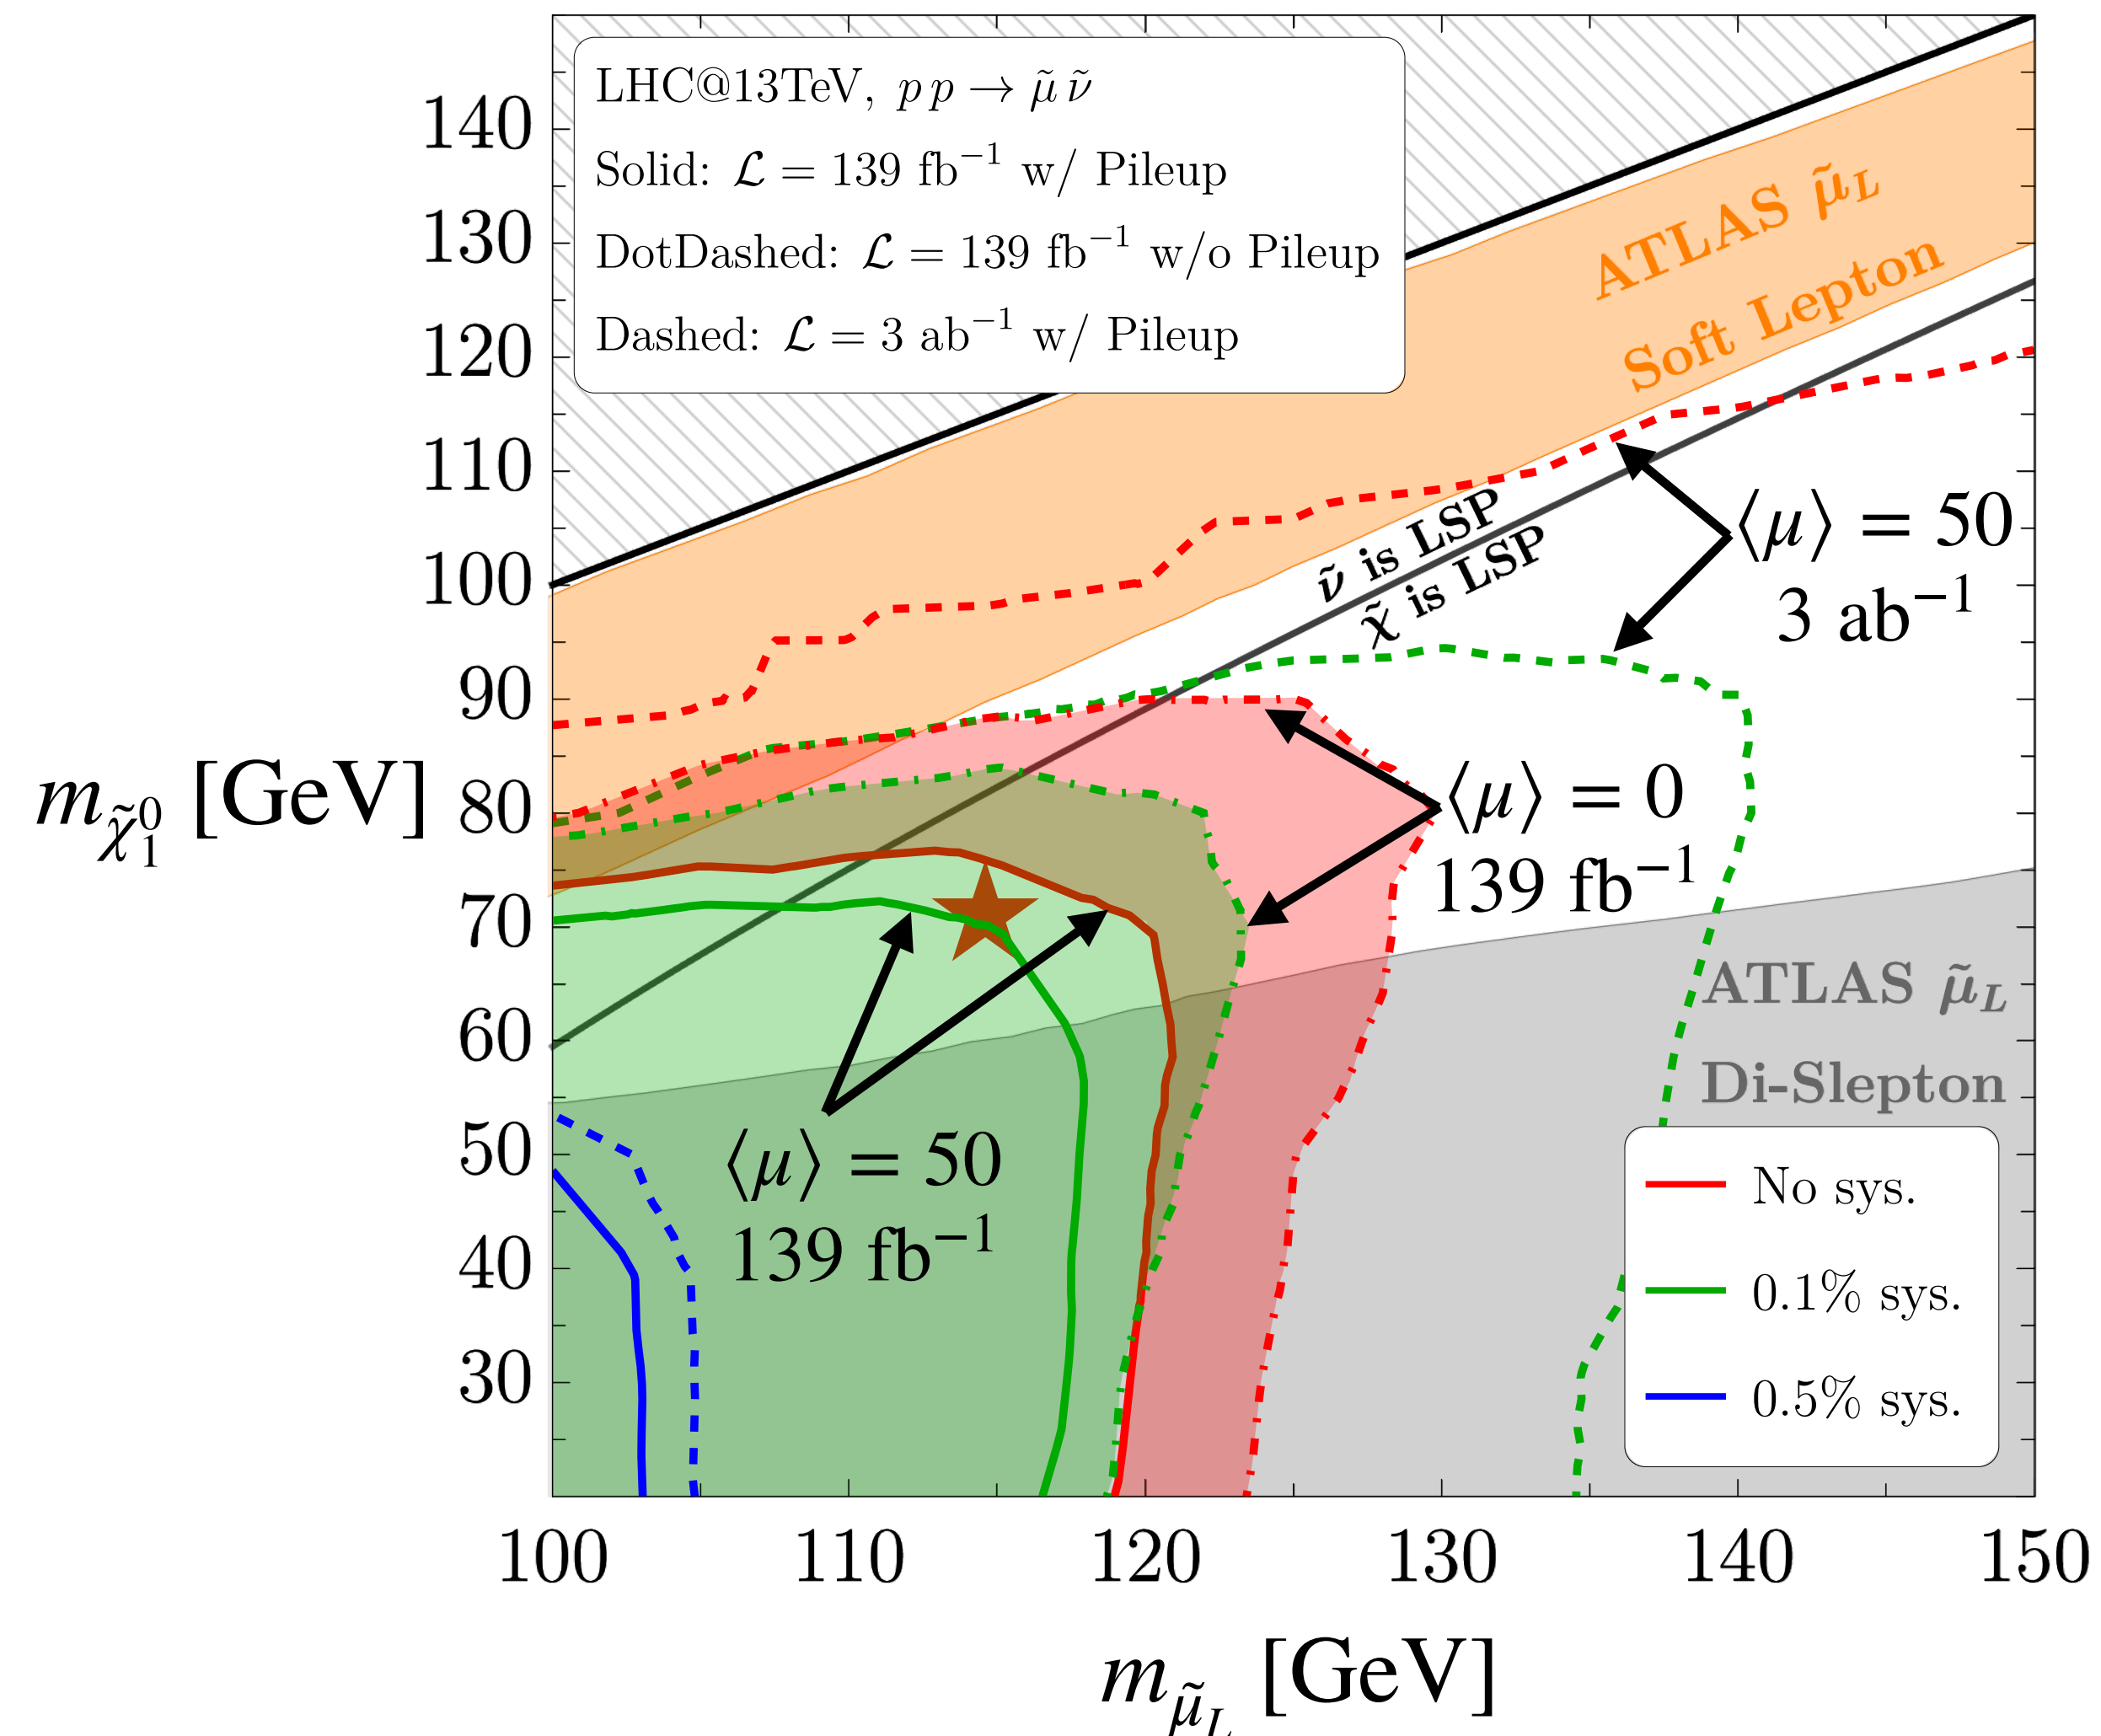 LHC@13TeV, pp → μ̃ ν̃
Solid: ℒ = 139 fb⁻¹ w/ Pileup
DotDashed: ℒ = 139 fb⁻¹ w/o Pileup
Dashed: ℒ = 3 ab⁻¹ w/ Pileup
ATLAS μ̃_L
Soft Lepton
ν̃ is LSP
χ̃ is LSP
⟨μ⟩ = 50
3 ab⁻¹
⟨μ⟩ = 0
139 fb⁻¹
ATLAS μ̃_L
Di-Slepton
⟨μ⟩ = 50
139 fb⁻¹
No sys.
0.1% sys.
0.5% sys.
140
130
120
110
100
90
80
70
60
50
40
30
m_χ̃₁⁰ [GeV]
100 110 120 130 140 150
m_μ̃_L [GeV]